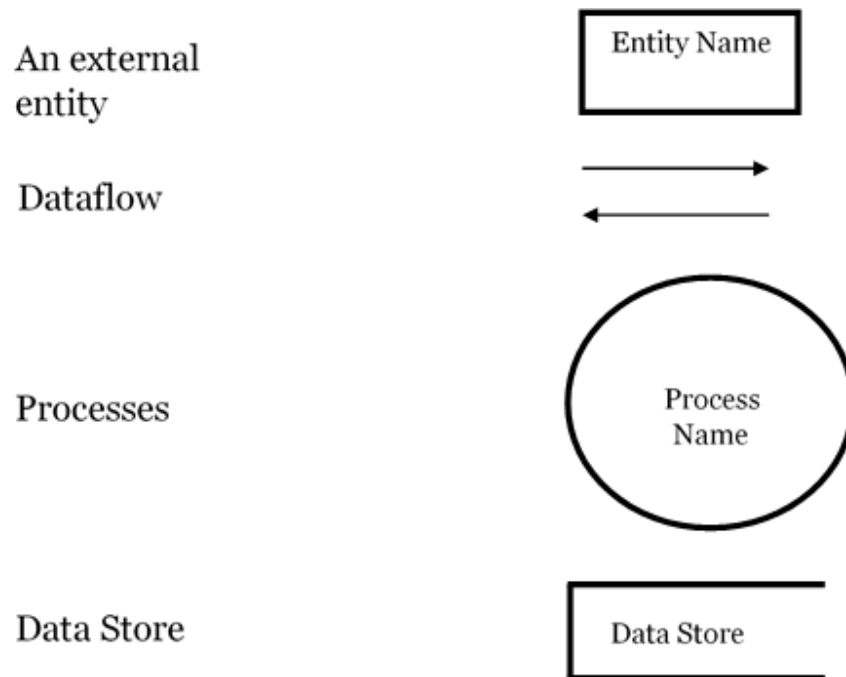 An external
entity
Entity Name
Dataflow
Processes
Process
Name
Data Store
Data Store